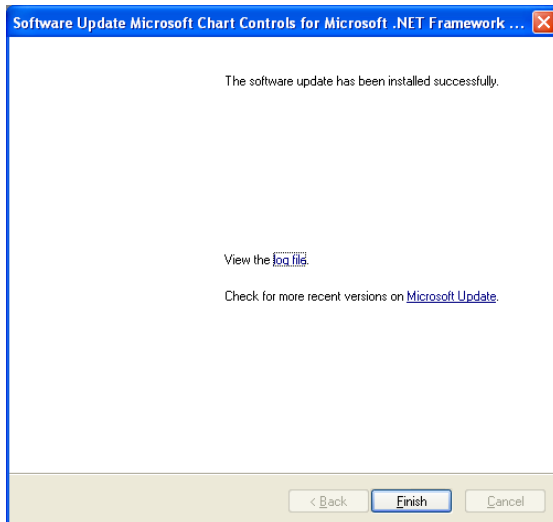 Software Update Microsoft Chart Controls for Microsoft .NET Framework ...
The software update has been installed successfully.
View the log file.
Check for more recent versions on Microsoft Update.
< Back Finish Cancel